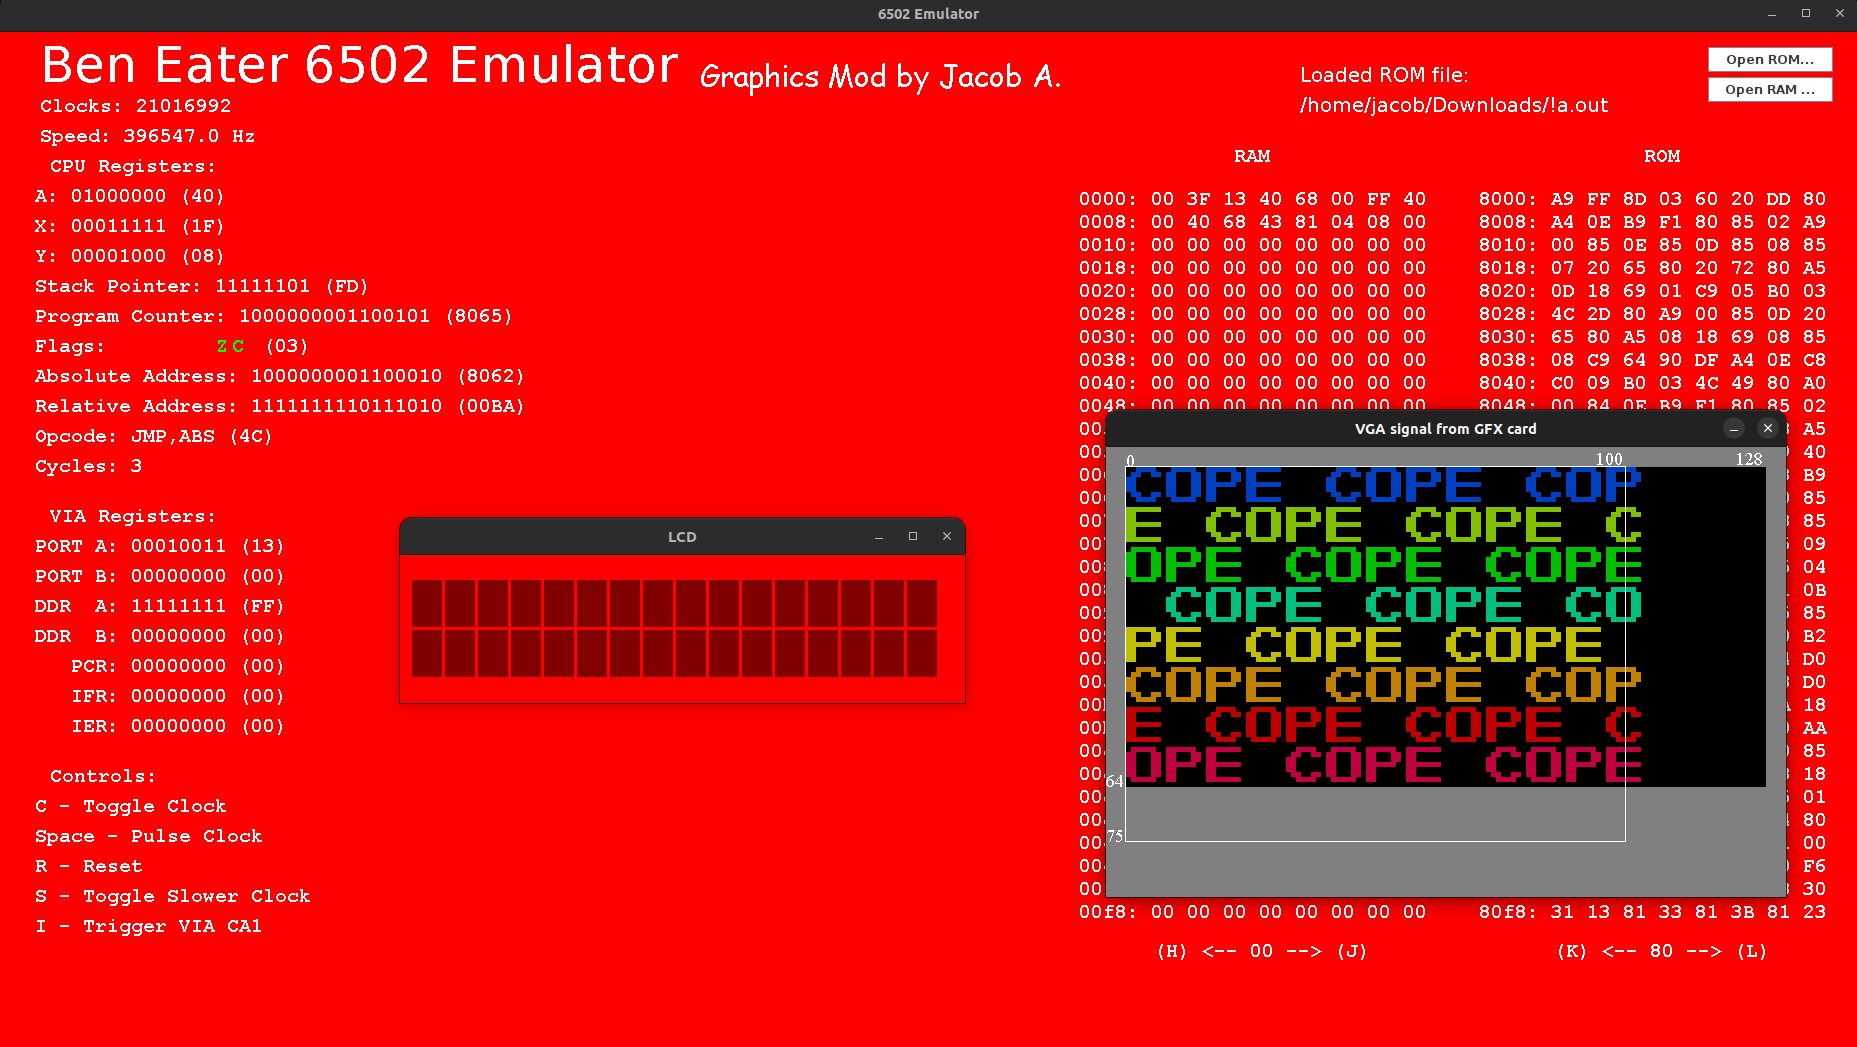 6502 Emulator
Ben Eater 6502 Emulator
Graphics Mod by Jacob A.
Loaded ROM file:
/home/jacob/Downloads/!a.out
Open ROM...
Open RAM ...
Clocks: 21016992
Speed: 396547.0 Hz
CPU Registers:
A: 01000000 (40)
X: 00011111 (1F)
Y: 00001000 (08)
Stack Pointer: 11111101 (FD)
Program Counter: 1000000001100101 (8065)
Flags: Z C (03)
Absolute Address: 1000000001100010 (8062)
Relative Address: 1111111110111010 (00BA)
Opcode: JMP,ABS (4C)
Cycles: 3
VIA Registers:
PORT A: 00010011 (13)
PORT B: 00000000 (00)
DDR A: 11111111 (FF)
DDR B: 00000000 (00)
PCR: 00000000 (00)
IFR: 00000000 (00)
IER: 00000000 (00)
Controls:
C - Toggle Clock
Space - Pulse Clock
R - Reset
S - Toggle Slower Clock
I - Trigger VIA CA1
LCD
RAM
0000: 00 3F 13 40 68 00 FF 40
0008: 00 40 68 43 81 04 08 00
0010: 00 00 00 00 00 00 00 00
0018: 00 00 00 00 00 00 00 00
0020: 00 00 00 00 00 00 00 00
0028: 00 00 00 00 00 00 00 00
0030: 00 00 00 00 00 00 00 00
0038: 00 00 00 00 00 00 00 00
0040: 00 00 00 00 00 00 00 00
0048: 00 00 00 00 00 00 00 00
00f8: 00 00 00 00 00 00 00 00
(H) <-- 00 --> (J)
ROM
8000: A9 FF 8D 03 60 20 DD 80
8008: A4 0E B9 F1 80 85 02 A9
8010: 00 85 0E 85 0D 85 08 85
8018: 07 20 65 80 20 72 80 A5
8020: 0D 18 69 01 C9 05 B0 03
8028: 4C 2D 80 A9 00 85 0D 20
8030: 65 80 A5 08 18 69 08 85
8038: 08 C9 64 90 DF A4 0E C8
8040: C0 09 B0 03 4C 49 80 A0
8048: 00 84 0E B9 F1 80 85 02
A5
40
B9
85
85
09
04
0B
85
B2
D0
D0
18
AA
85
18
01
80
00
F6
30
80f8: 31 13 81 33 81 3B 81 23
(K) <-- 80 --> (L)
VGA signal from GFX card
0 100 128
COPE COPE COP
E COPE COPE C
OPE COPE COPE
COPE COPE CO
PE COPE COPE
COPE COPE COP
E COPE COPE C
OPE COPE COPE
64
75